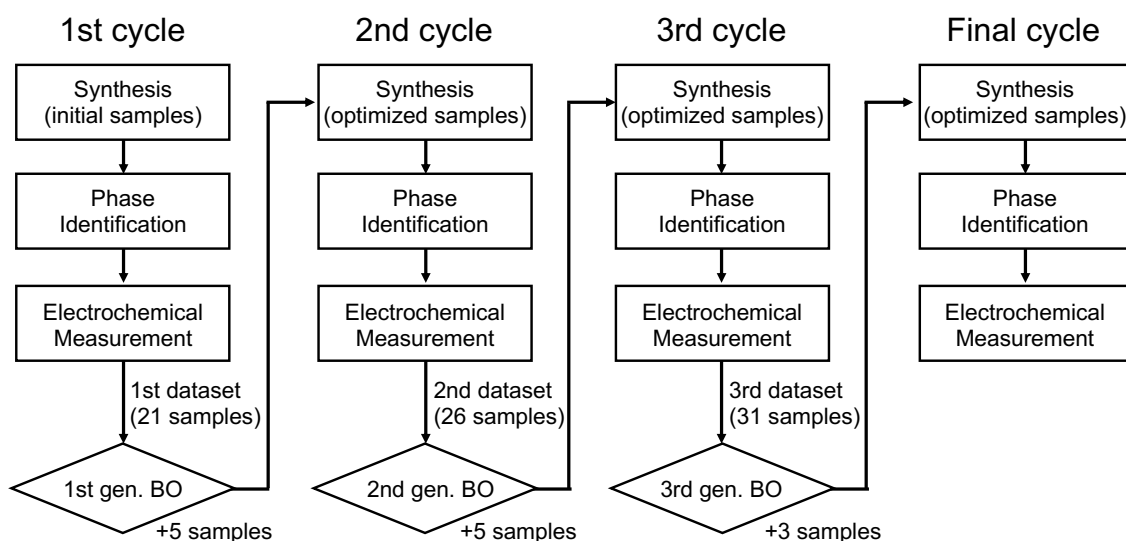 1st cycle
Synthesis
(initial samples)
Phase
Identification
Electrochemical
Measurement
1st dataset
(21 samples)
1st gen. BO
+5 samples
2nd cycle
Synthesis
(optimized samples)
Phase
Identification
Electrochemical
Measurement
2nd dataset
(26 samples)
2nd gen. BO
+5 samples
3rd cycle
Synthesis
(optimized samples)
Phase
Identification
Electrochemical
Measurement
3rd dataset
(31 samples)
3rd gen. BO
+3 samples
Final cycle
Synthesis
(optimized samples)
Phase
Identification
Electrochemical
Measurement